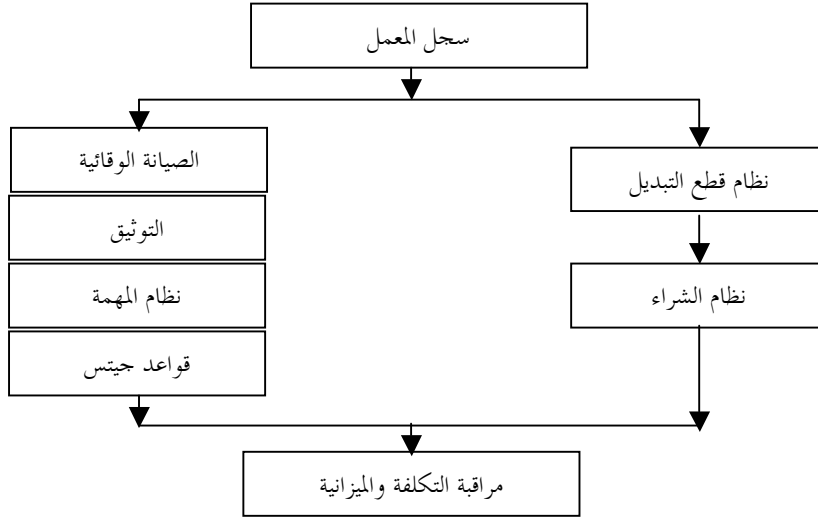 سجل المعمل
الصيانة الوقائية
نظام قطع التبديل
التوثيق
نظام المهمة
نظام الشراء
قواعد جيتس
مراقبة التكلفة والميزانية